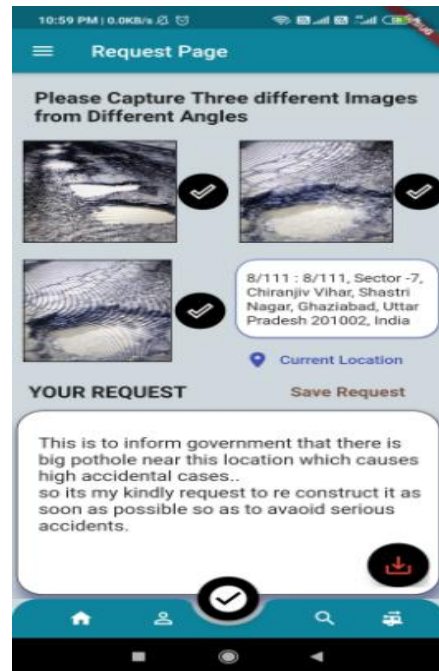 10:59 PM | 0.0KB/s
Request Page
Please Capture Three different Images
from Different Angles
8/111 : 8/111, Sector -7,
Chiranjiv Vihar, Shastri
Nagar, Ghaziabad, Uttar
Pradesh 201002, India
Current Location
YOUR REQUEST
Save Request
This is to inform government that there is
big pothole near this location which causes
high accidental cases..
so its my kindly request to re construct it as
soon as possible so as to avaoid serious
accidents.